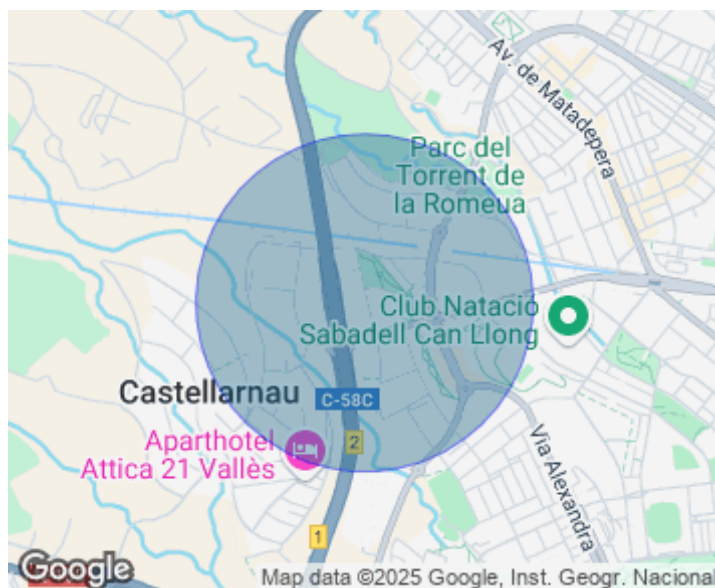 Av. de Matadepera
Parc del
Torrent de
la Romeua
Club Natació
Sabadell Can Llong
Castellarnau
C-58C
Aparthotel
Attica 21 Vallès
2
Via Alexandra
1
Google
Map data ©2025 Google, Inst. Geogr. Nacional